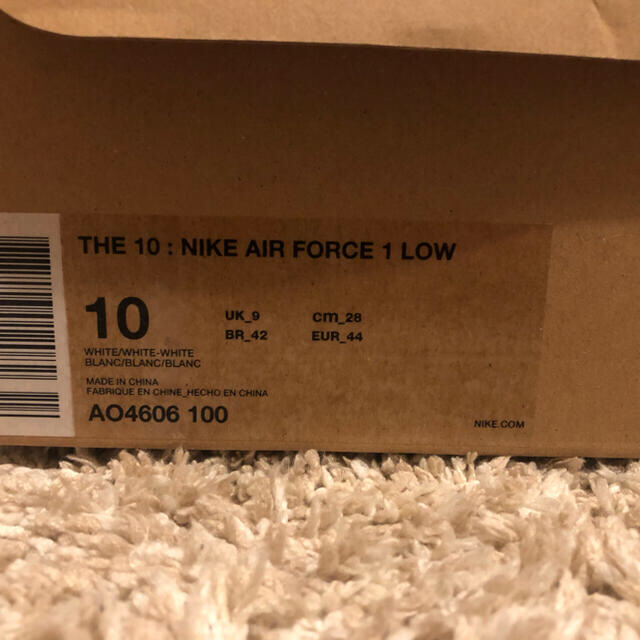 THE 10 : NIKE AIR FORCE 1 LOW
10
UK_9 cm_28
BR_42 EUR_44
WHITE/WHITE-WHITE
BLANC/BLANC/BLANC
MADE IN CHINA
FABRIQUE EN CHINE_HECHO EN CHINA
AO4606 100
NIKE.COM